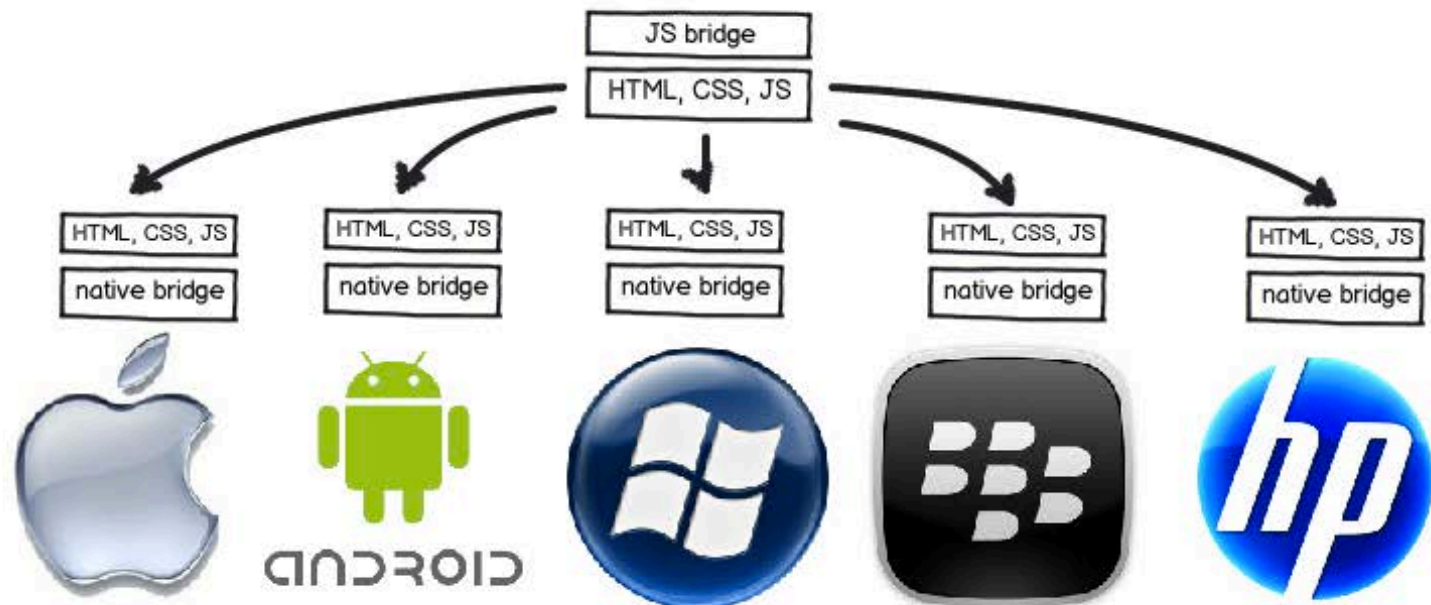 JS bridge
HTML, CSS, JS
HTML, CSS, JS
native bridge
HTML, CSS, JS
native bridge
HTML, CSS, JS
native bridge
HTML, CSS, JS
native bridge
HTML, CSS, JS
native bridge
ANDROID
hp